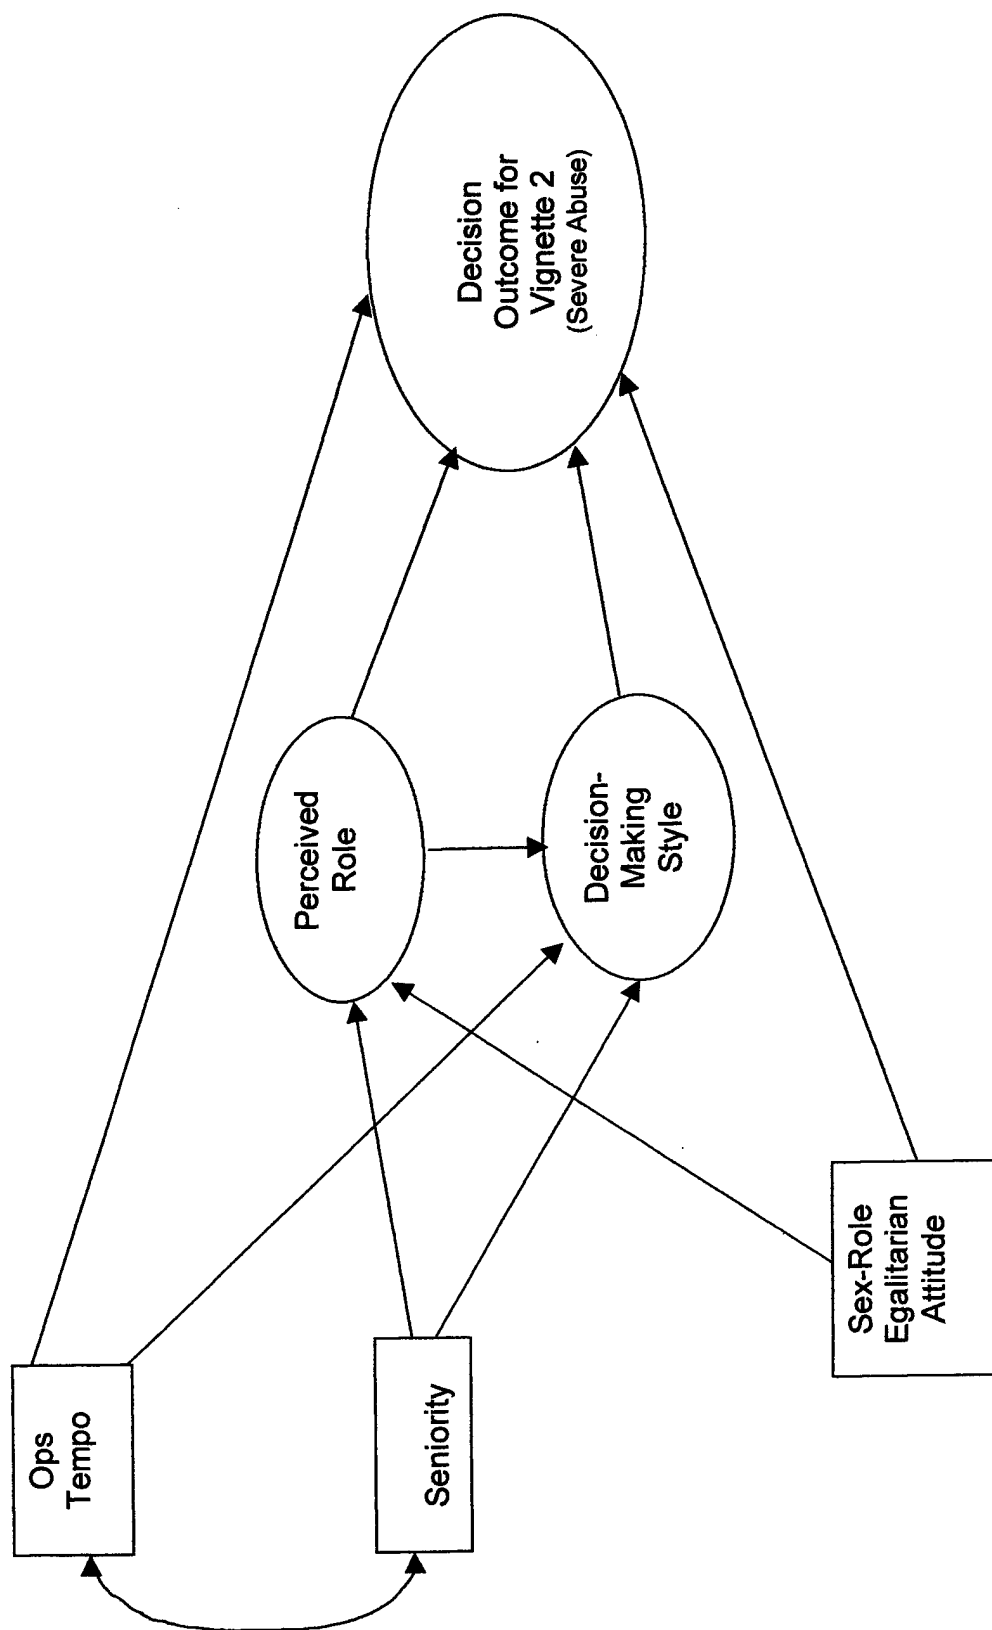 Ops
Tempo
Seniority
Sex-Role
Egalitarian
Attitude
Perceived
Role
Decision-
Making
Style
Decision
Outcome for
Vignette 2
(Severe Abuse)